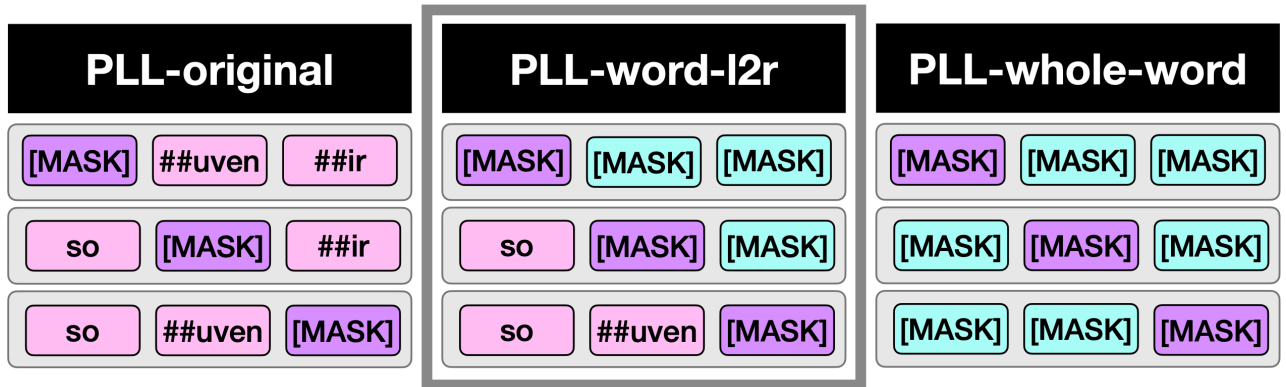 PLL-original PLL-word-l2r PLL-whole-word
[MASK] ##uven ##ir [MASK] [MASK] [MASK] [MASK] [MASK] [MASK]
so [MASK] ##ir so [MASK] [MASK] [MASK] [MASK] [MASK]
so ##uven [MASK] so ##uven [MASK] [MASK] [MASK] [MASK]